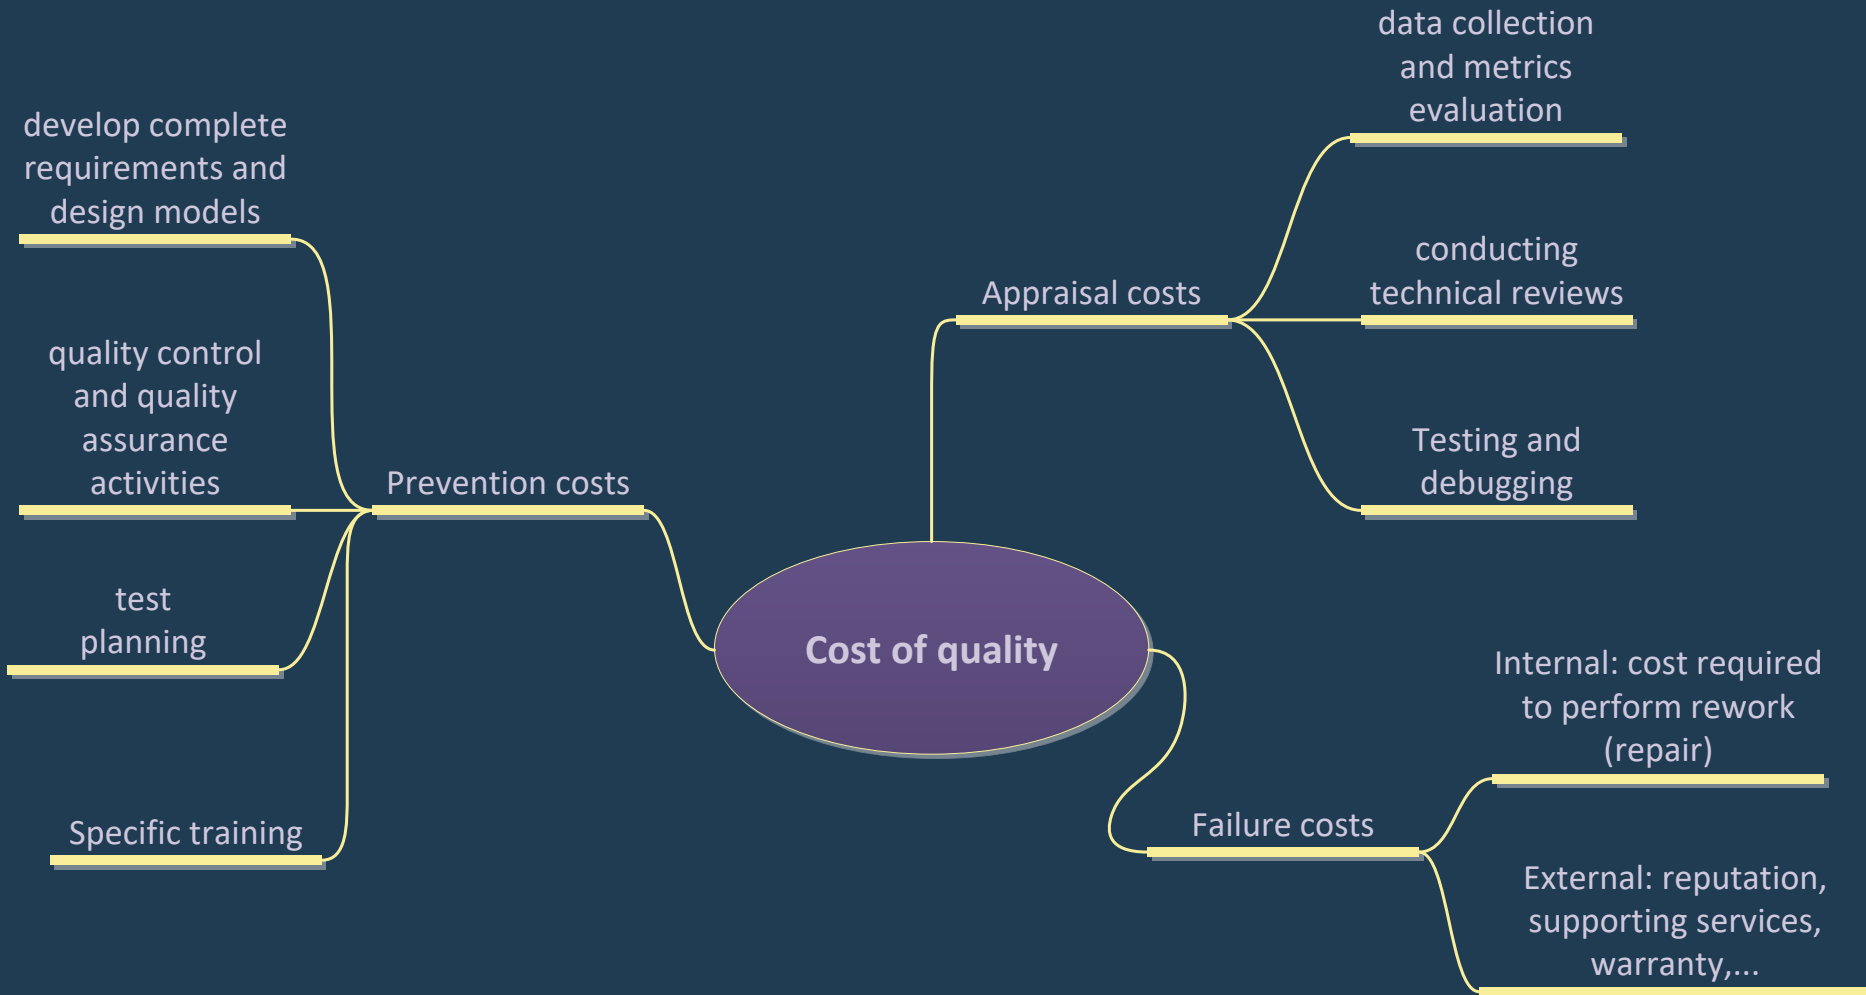 data collection
and metrics
evaluation
develop complete
requirements and
design models
conducting
technical reviews
Appraisal costs
quality control
and quality
assurance
activities
Testing and
debugging
Prevention costs
test
planning
Cost of quality
Internal: cost required
to perform rework
(repair)
Specific training
Failure costs
External: reputation,
supporting services,
warranty,...